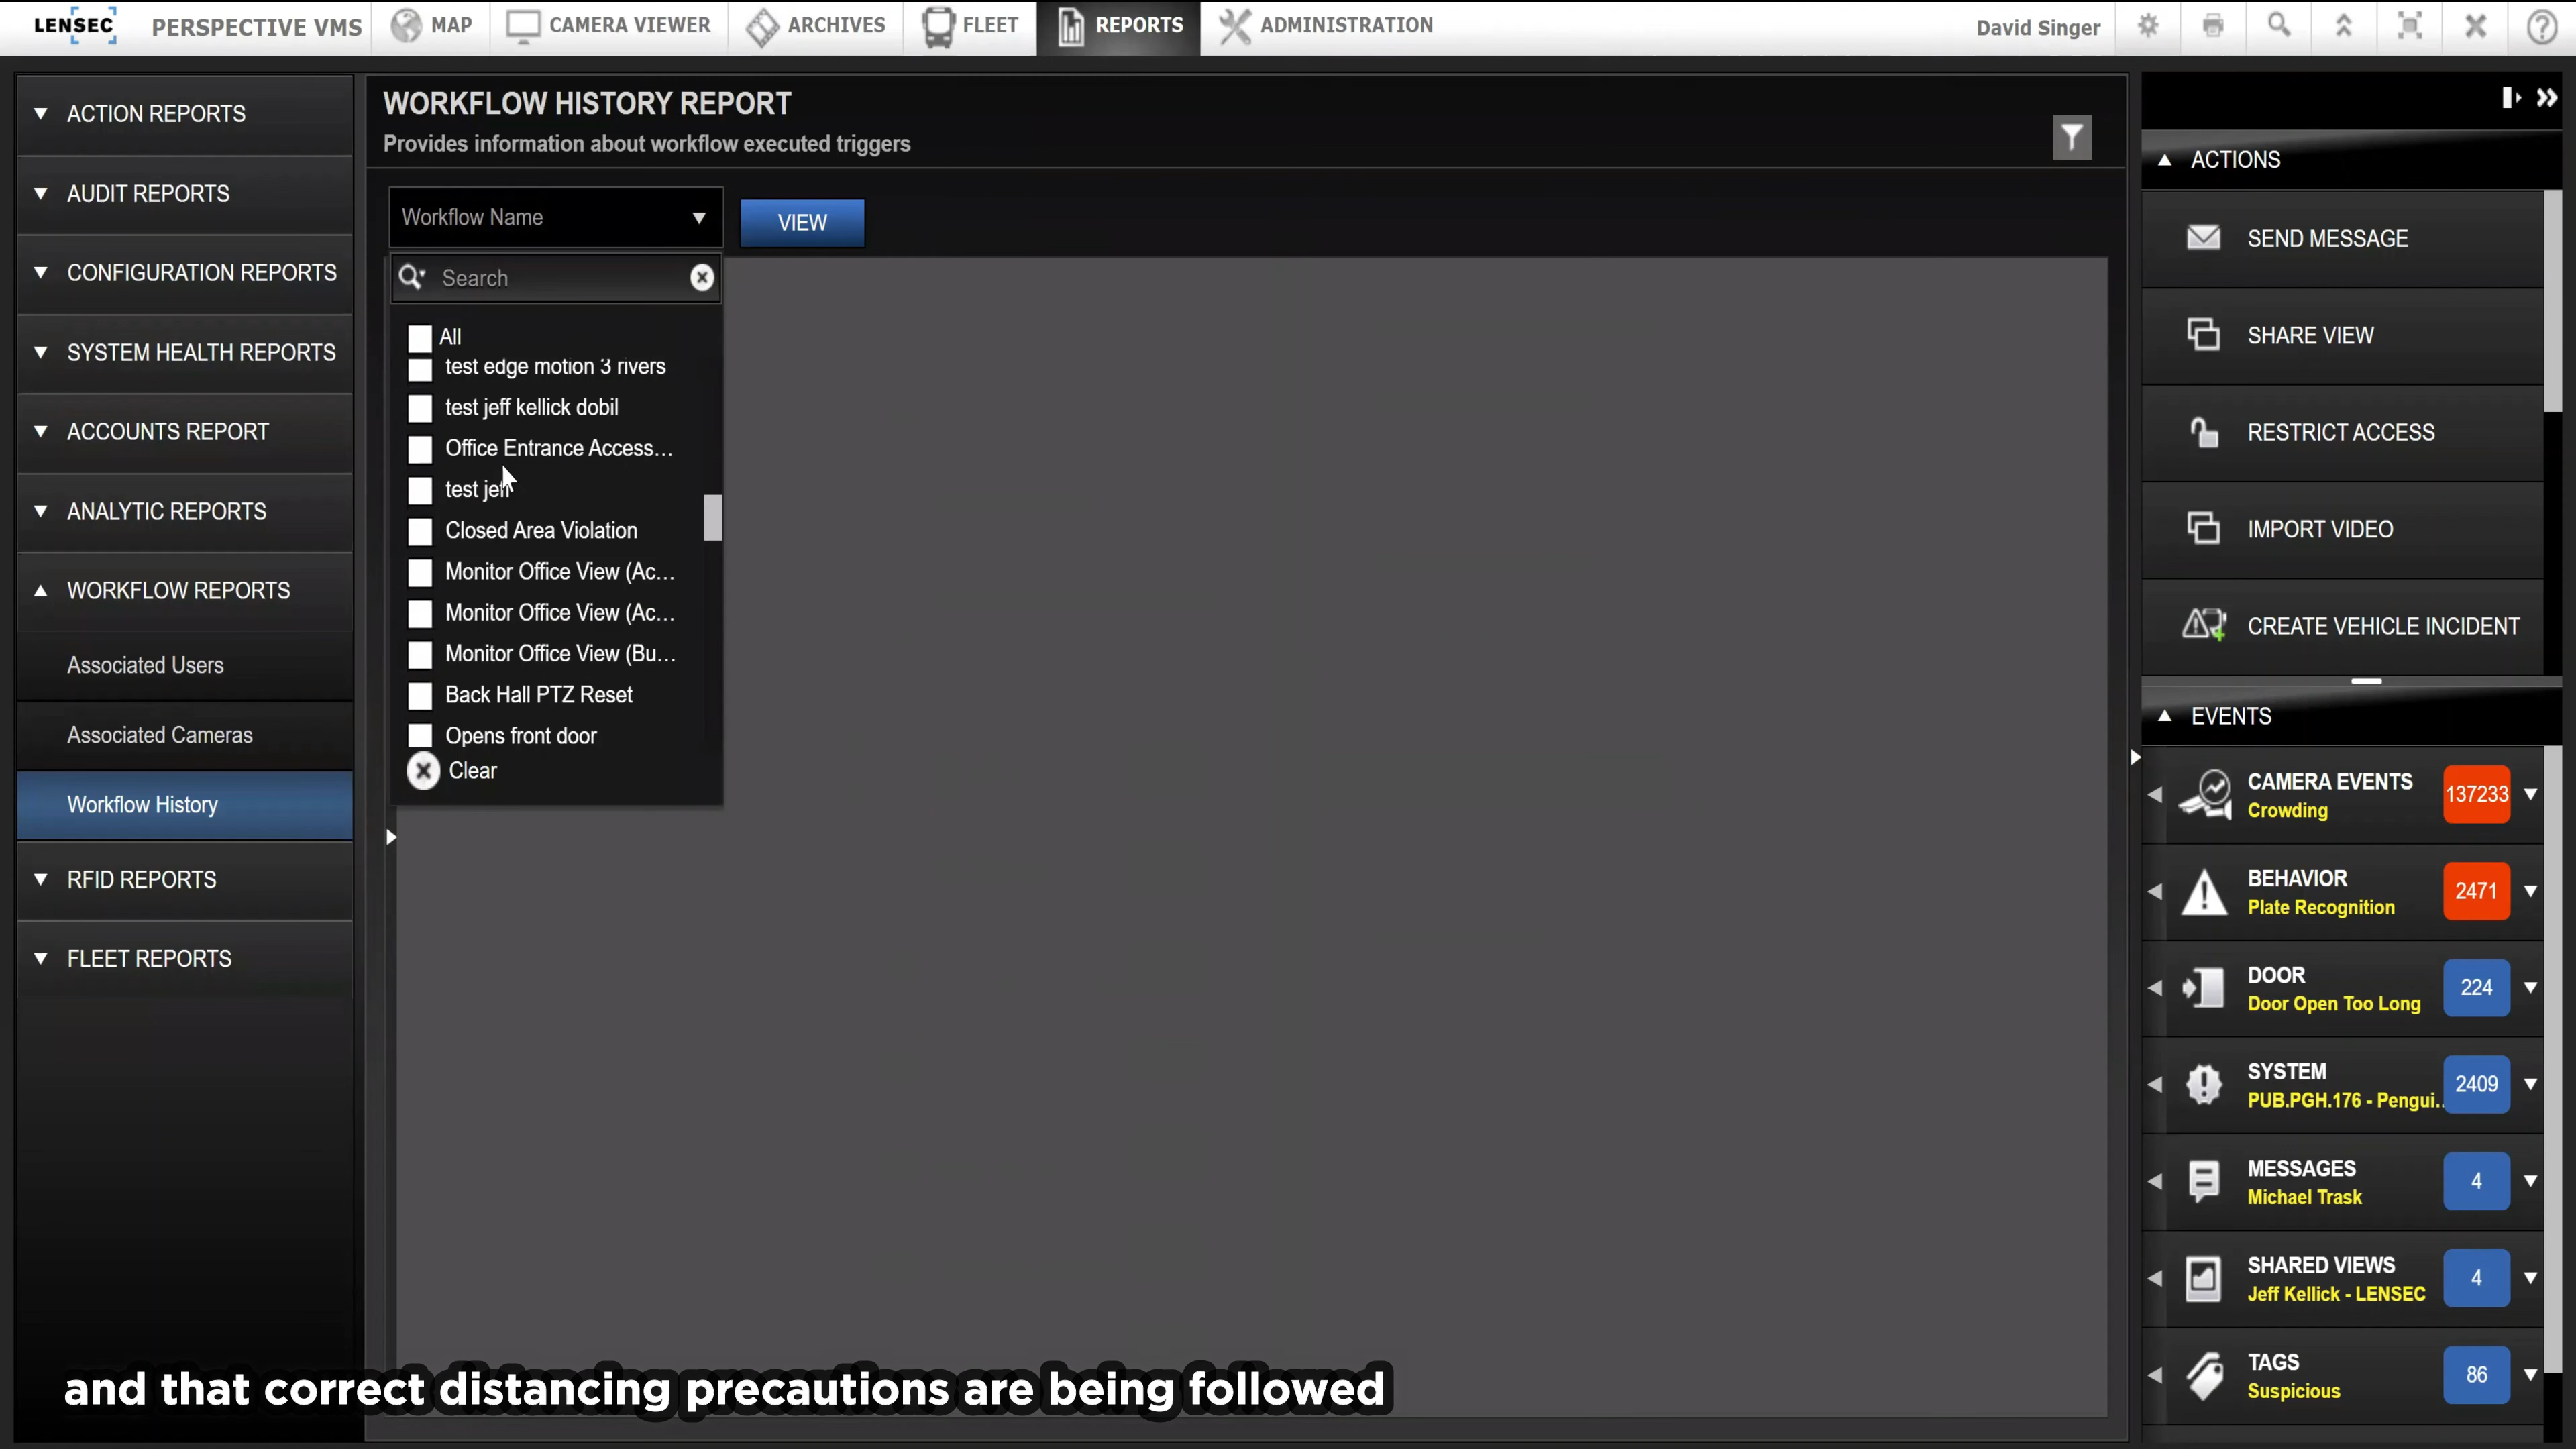 LENSEC PERSPECTIVE VMS MAP CAMERA VIEWER ARCHIVES FLEET REPORTS ADMINISTRATION David Singer
ACTION REPORTS
AUDIT REPORTS
CONFIGURATION REPORTS
SYSTEM HEALTH REPORTS
ACCOUNTS REPORT
ANALYTIC REPORTS
WORKFLOW REPORTS
Associated Users
Associated Cameras
Workflow History
RFID REPORTS
FLEET REPORTS
WORKFLOW HISTORY REPORT
Provides information about workflow executed triggers
Workflow Name
VIEW
Search
All
test edge motion 3 rivers
test jeff kellick dobil
Office Entrance Access...
test jeff
Closed Area Violation
Monitor Office View (Ac...
Monitor Office View (Ac...
Monitor Office View (Bu...
Back Hall PTZ Reset
Opens front door
Clear
ACTIONS
SEND MESSAGE
SHARE VIEW
RESTRICT ACCESS
IMPORT VIDEO
CREATE VEHICLE INCIDENT
EVENTS
CAMERA EVENTS 137233
Crowding
BEHAVIOR 2471
Plate Recognition
DOOR 224
Door Open Too Long
SYSTEM 2409
PUB.PGH.176 - Pengui..
MESSAGES 4
Michael Trask
SHARED VIEWS 4
Jeff Kellick - LENSEC
TAGS 86
Suspicious
and that correct distancing precautions are being followed